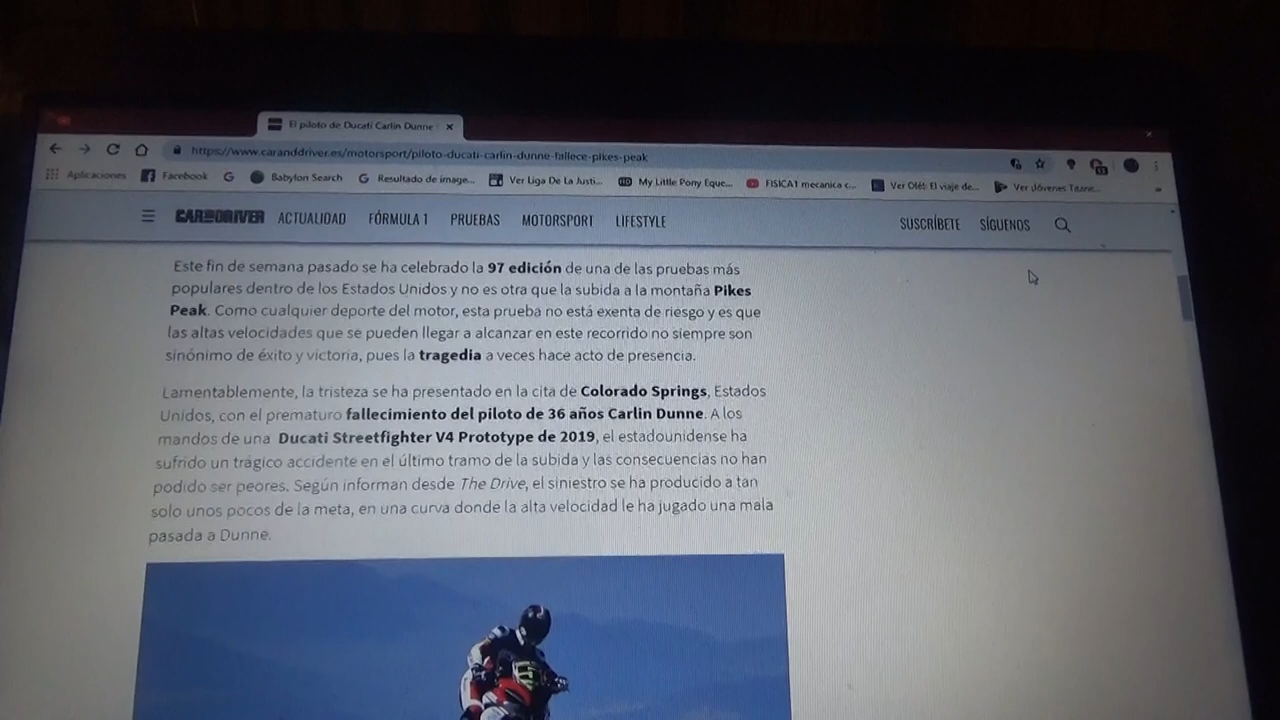 El piloto de Ducati Carlin Dunne
https://www.caranddriver.es/motorsport/piloto-ducati-carlin-dunne-fallece-pikes-peak
Aplicaciones Facebook Babylon Search Resultado de image... Ver Liga De La Justi... My Little Pony Eque... FISICA1 mecanica c... Ver Olé!: El viaje de... Ver Jóvenes Titane...
CAR AND DRIVER ACTUALIDAD FÓRMULA 1 PRUEBAS MOTORSPORT LIFESTYLE SUSCRÍBETE SÍGUENOS
Este fin de semana pasado se ha celebrado la 97 edición de una de las pruebas más
populares dentro de los Estados Unidos y no es otra que la subida a la montaña Pikes
Peak. Como cualquier deporte del motor, esta prueba no está exenta de riesgo y es que
las altas velocidades que se pueden llegar a alcanzar en este recorrido no siempre son
sinónimo de éxito y victoria, pues la tragedia a veces hace acto de presencia.
Lamentablemente, la tristeza se ha presentado en la cita de Colorado Springs, Estados
Unidos, con el prematuro fallecimiento del piloto de 36 años Carlin Dunne. A los
mandos de una Ducati Streetfighter V4 Prototype de 2019, el estadounidense ha
sufrido un trágico accidente en el último tramo de la subida y las consecuencias no han
podido ser peores. Según informan desde The Drive, el siniestro se ha producido a tan
solo unos pocos de la meta, en una curva donde la alta velocidad le ha jugado una mala
pasada a Dunne.